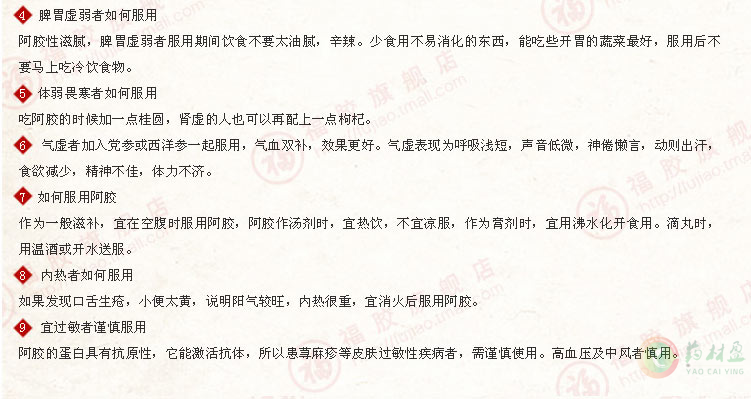 4 脾胃虚弱者如何服用
阿胶性滋腻，脾胃虚弱者服用期间饮食不要太油腻，辛辣。少食用不易消化的东西，能吃些开胃的蔬菜最好，服用后不
要马上吃冷饮食物。
5 体弱畏寒者如何服用
吃阿胶的时候加一点桂圆，肾虚的人也可以再配上一点枸杞。
6 气虚者加入党参或西洋参一起服用，气血双补，效果更好。气虚表现为呼吸浅短，声音低微，神倦懒言，动则出汗，
食欲减少，精神不佳，体力不济。
7 如何服用阿胶
作为一般滋补，宜在空腹时服用阿胶，阿胶作汤剂时，宜热饮，不宜凉服，作为膏剂时，宜用沸水化开食用。滴丸时，
用温酒或开水送服。
8 内热者如何服用
如果发现口舌生疮，小便太黄，说明阳气较旺，内热很重，宜消火后服用阿胶。
9 宜过敏者谨慎服用
阿胶的蛋白具有抗原性，它能激活抗体，所以患荨麻疹等皮肤过敏性疾病者，需谨慎使用。高血压及中风者慎用。
福胶旗舰店
http://fujiao.tmall.com
药材盈
YAO CAI YING